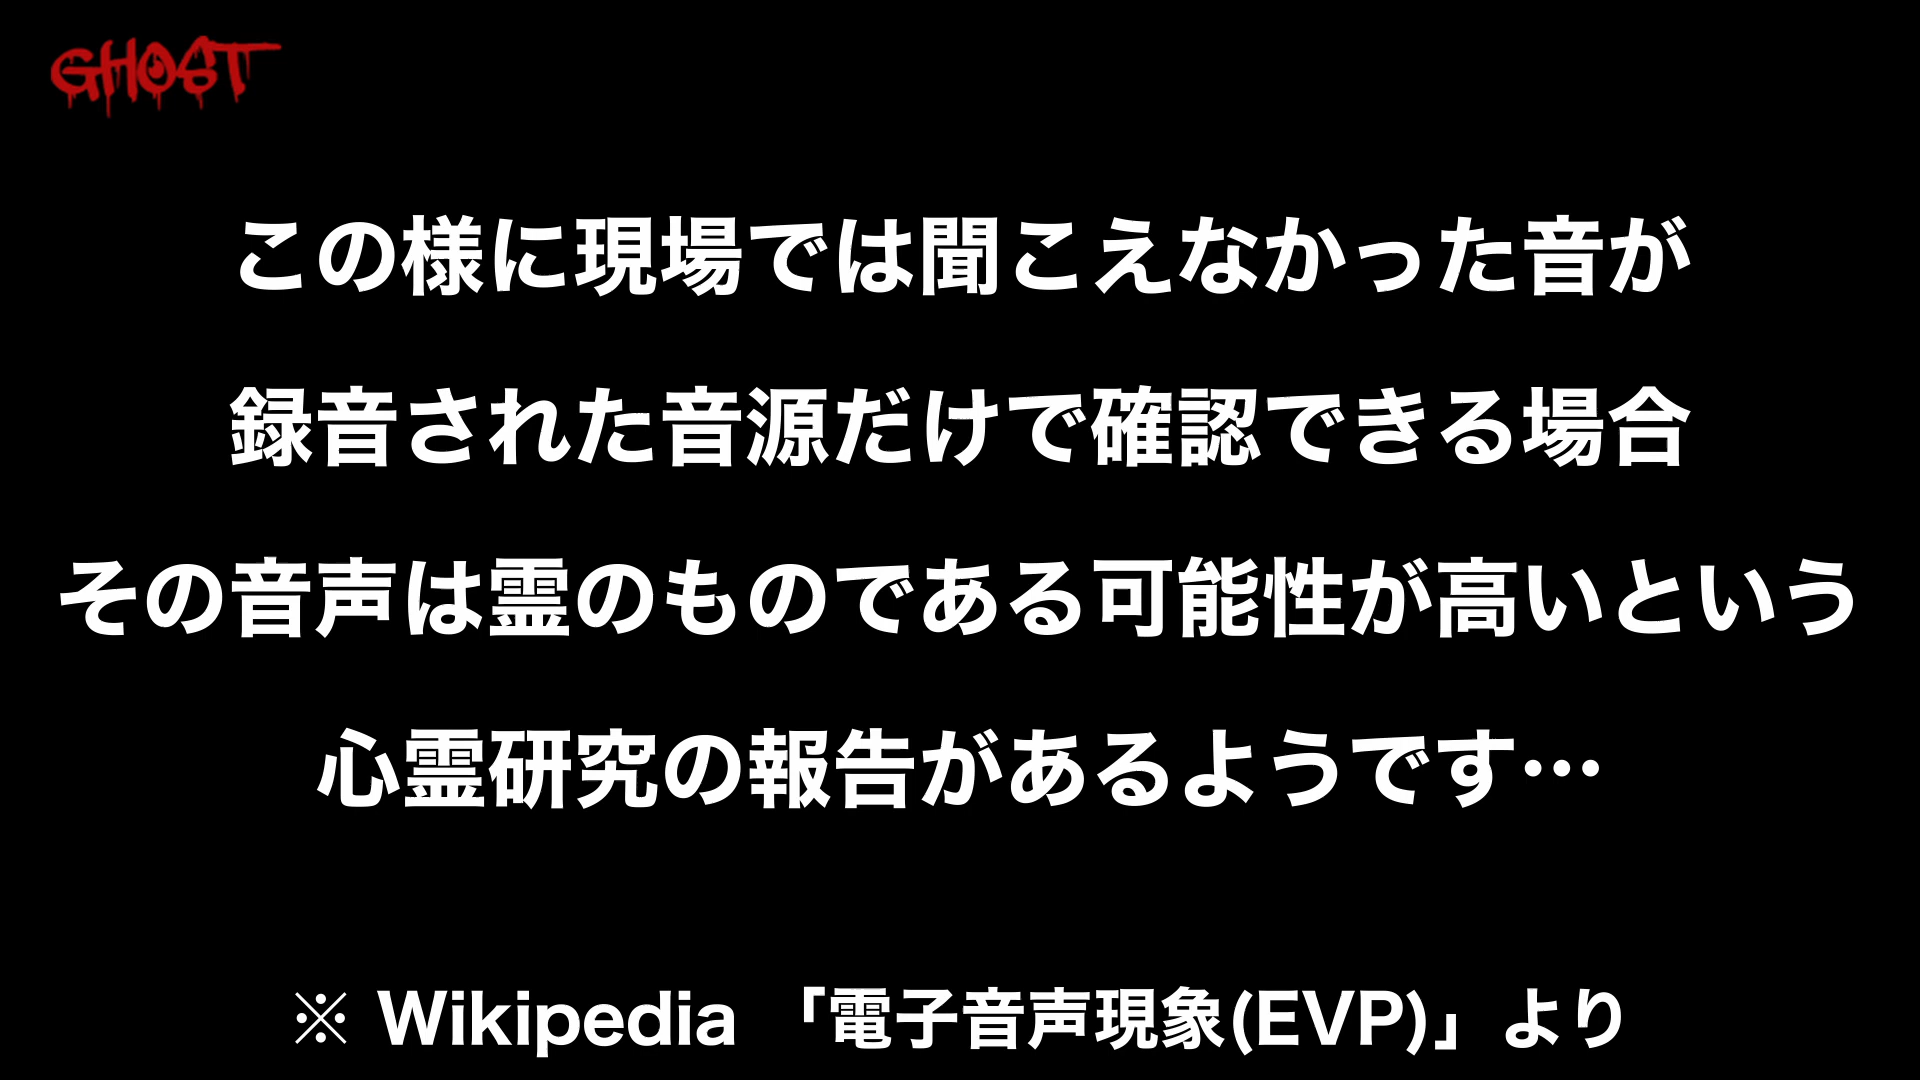 GHOST
この様に現場では聞こえなかった音が
録音された音源だけで確認できる場合
その音声は霊のものである可能性が高いという
心霊研究の報告があるようです…
※ Wikipedia 「電子音声現象(EVP)」より